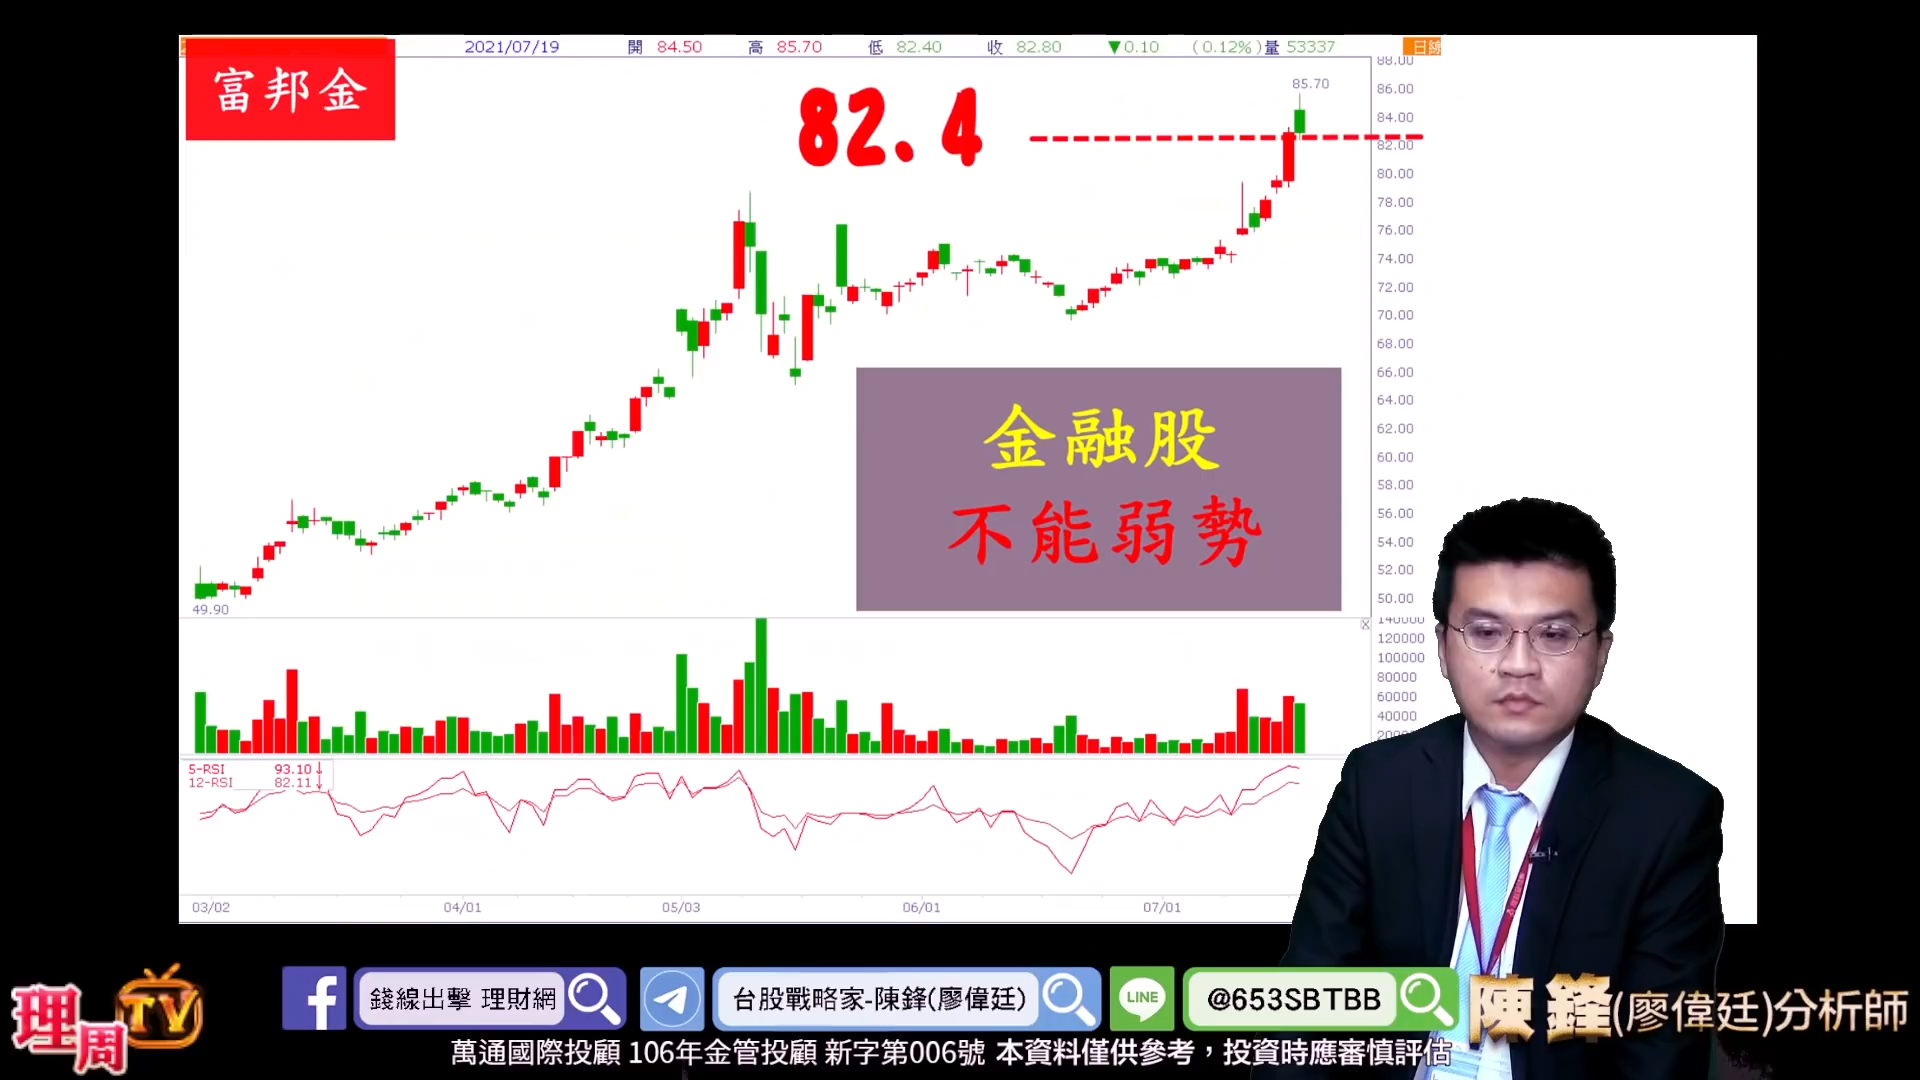 富邦金
2021/07/19 開 84.50 高 85.70 低 82.40 收 82.80 ▼0.10 (0.12%)量 53337 日線
82.4
85.70
88.00
86.00
84.00
82.00
80.00
78.00
76.00
74.00
72.00
70.00
68.00
66.00
64.00
62.00
60.00
58.00
56.00
54.00
52.00
50.00
49.90
金融股
不能弱勢
140000
120000
100000
80000
60000
40000
5-RSI 93.10↓
12-RSI 82.11↓
03/02 04/01 05/03 06/01 07/01
理周TV
錢線出擊 理財網
台股戰略家-陳鋒(廖偉廷)
LINE
@653SBTBB
陳鋒(廖偉廷)分析師
萬通國際投顧 106年金管投顧 新字第006號 本資料僅供參考，投資時應審慎評估